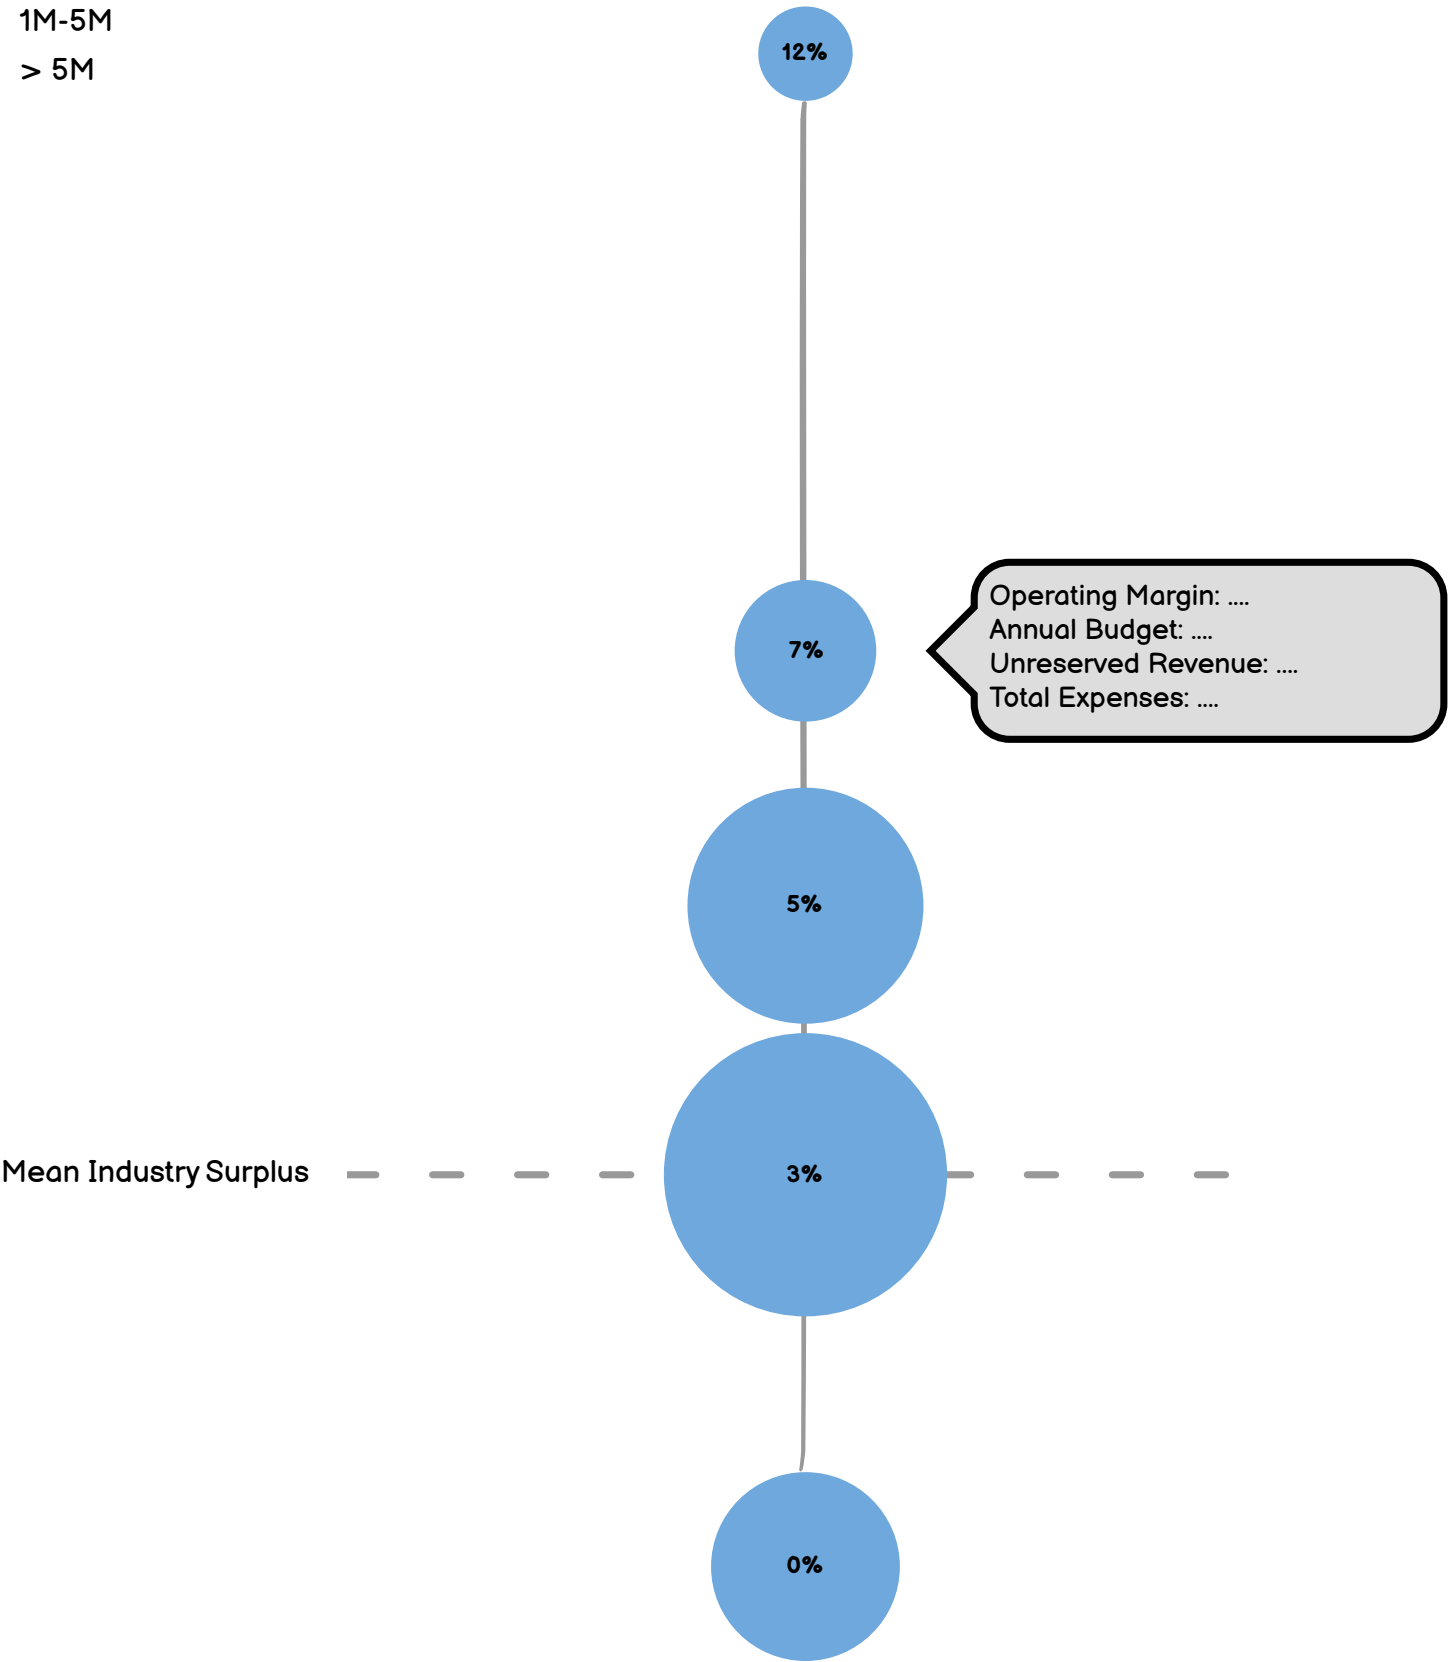 1M-5M
> 5M
12%
Operating Margin: ....
Annual Budget: ....
Unreserved Revenue: ....
Total Expenses: ....
7%
5%
Mean Industry Surplus
3%
0%